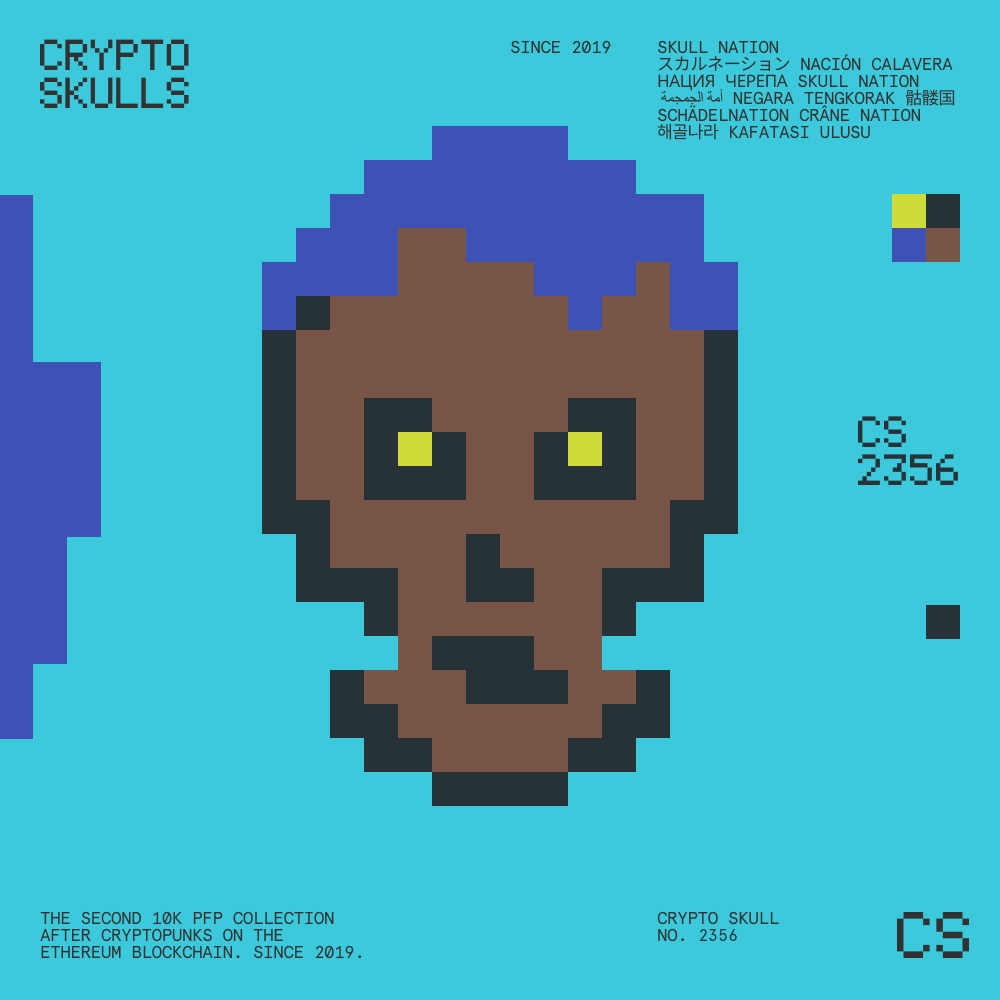 CRYPTO
SKULLS
SINCE 2019
SKULL NATION
スカルネーション NACIÓN CALAVERA
НАЦИЯ ЧЕРЕПА SKULL NATION
أمة الجمجمة NEGARA TENGKORAK 骷髅国
SCHÄDELNATION CRÂNE NATION
해골나라 KAFATASI ULUSU
CS
2356
THE SECOND 10K PFP COLLECTION
AFTER CRYPTOPUNKS ON THE
ETHEREUM BLOCKCHAIN. SINCE 2019.
CRYPTO SKULL
NO. 2356
CS